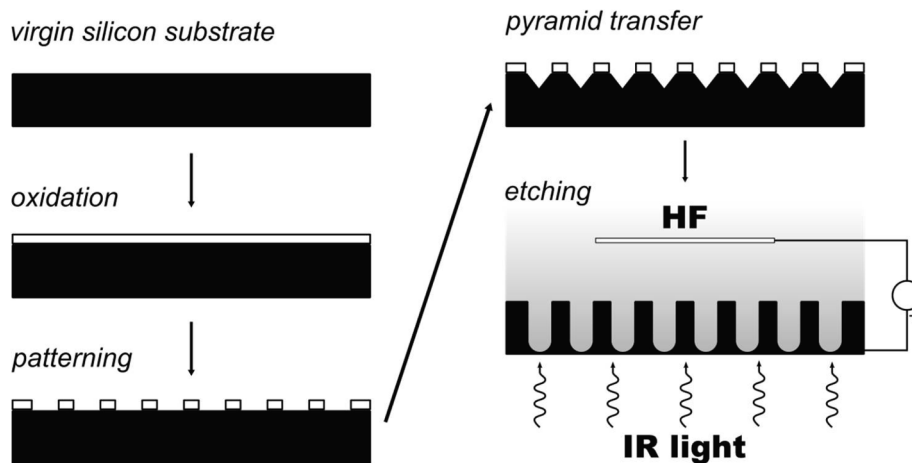 virgin silicon substrate
oxidation
patterning
pyramid transfer
etching
HF
IR light